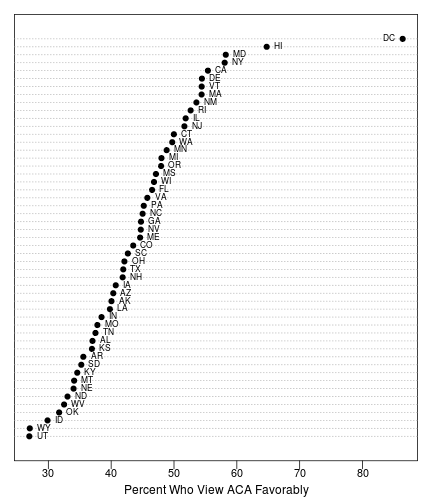 DC
HI
MD
NY
CA
DE
VT
MA
NM
RI
IL
NJ
CT
WA
MN
MI
OR
MS
WI
FL
VA
PA
NC
GA
NV
ME
CO
SC
OH
TX
NH
IA
AZ
AK
LA
IN
MO
TN
AL
KS
AR
SD
KY
MT
NE
ND
WV
OK
ID
WY
UT
30 40 50 60 70 80
Percent Who View ACA Favorably